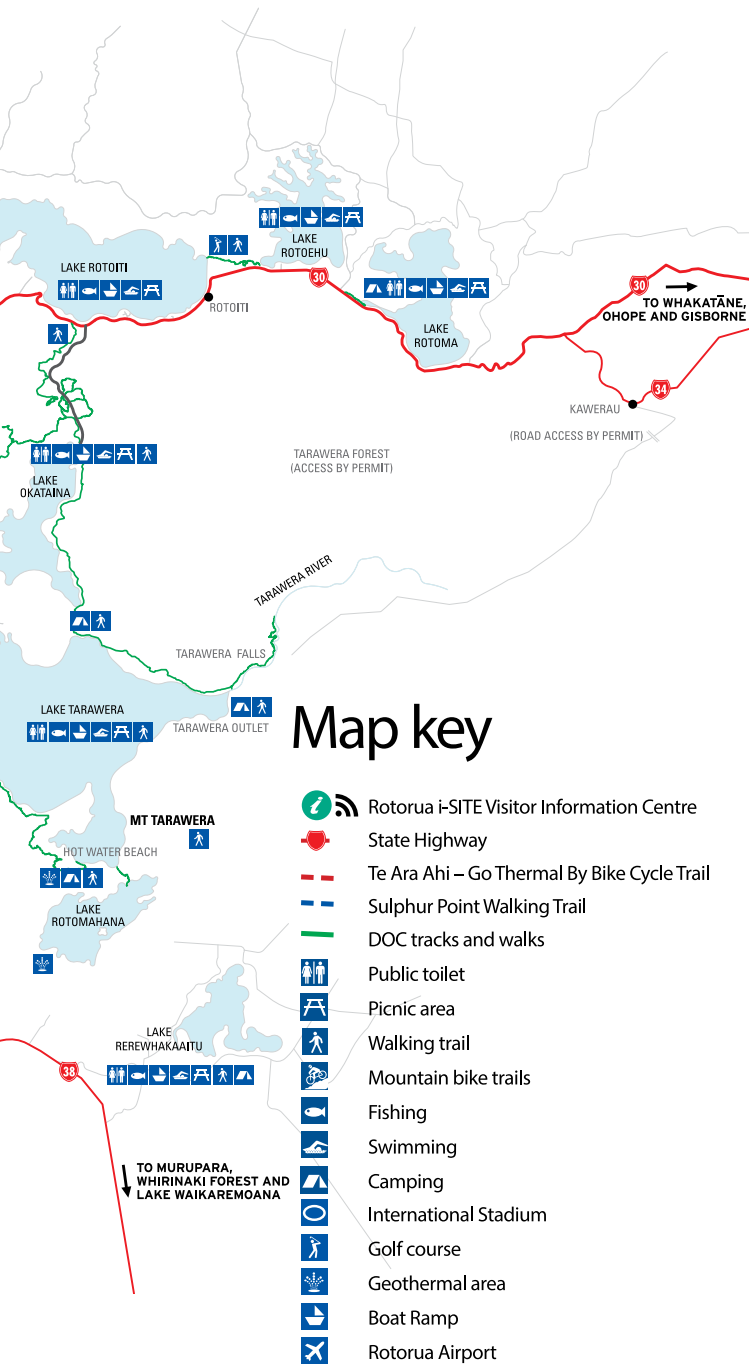 LAKE
ROTOEHU
LAKE ROTOITI
30
30
TO WHAKATĀNE,
OHOPE AND GISBORNE
ROTOITI
LAKE
ROTOMA
34
KAWERAU
(ROAD ACCESS BY PERMIT)
TARAWERA FOREST
(ACCESS BY PERMIT)
LAKE
OKATAINA
TARAWERA RIVER
TARAWERA FALLS
LAKE TARAWERA
TARAWERA OUTLET
Map key
MT TARAWERA
HOT WATER BEACH
LAKE
ROTOMAHANA
LAKE
REREWHAKAAITU
38
TO MURUPARA,
WHIRINAKI FOREST AND
LAKE WAIKAREMOANA
i Rotorua i-SITE Visitor Information Centre
State Highway
Te Ara Ahi – Go Thermal By Bike Cycle Trail
Sulphur Point Walking Trail
DOC tracks and walks
Public toilet
Picnic area
Walking trail
Mountain bike trails
Fishing
Swimming
Camping
International Stadium
Golf course
Geothermal area
Boat Ramp
Rotorua Airport